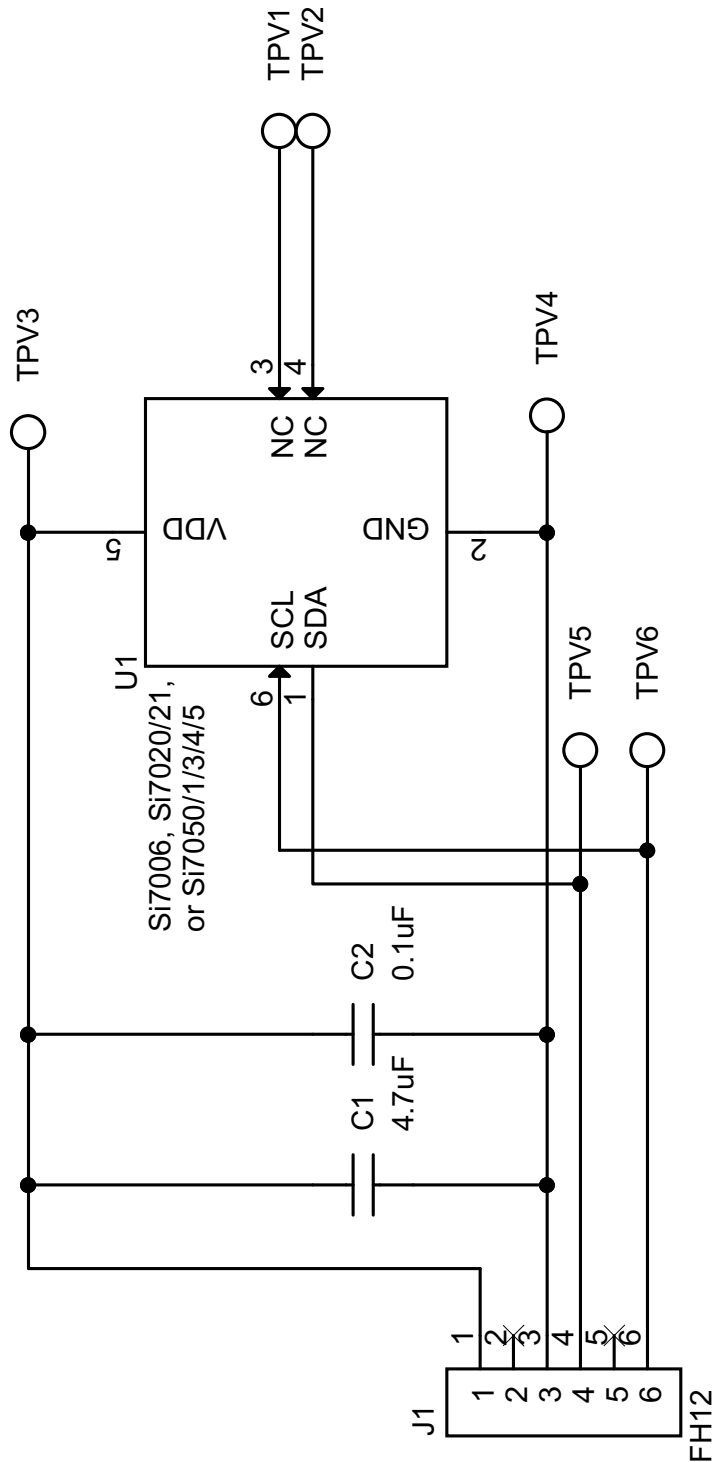 TPV3
TPV1
TPV2
TPV4
TPV5
TPV6
U1
Si7006, Si7020/21,
or Si7050/1/3/4/5
5
VDD
6
SCL
1
SDA
3
NC
4
NC
GND
2
C2
0.1uF
C1
4.7uF
J1
1
2
3
4
5
6
1
2
3
4
5
6
FH12